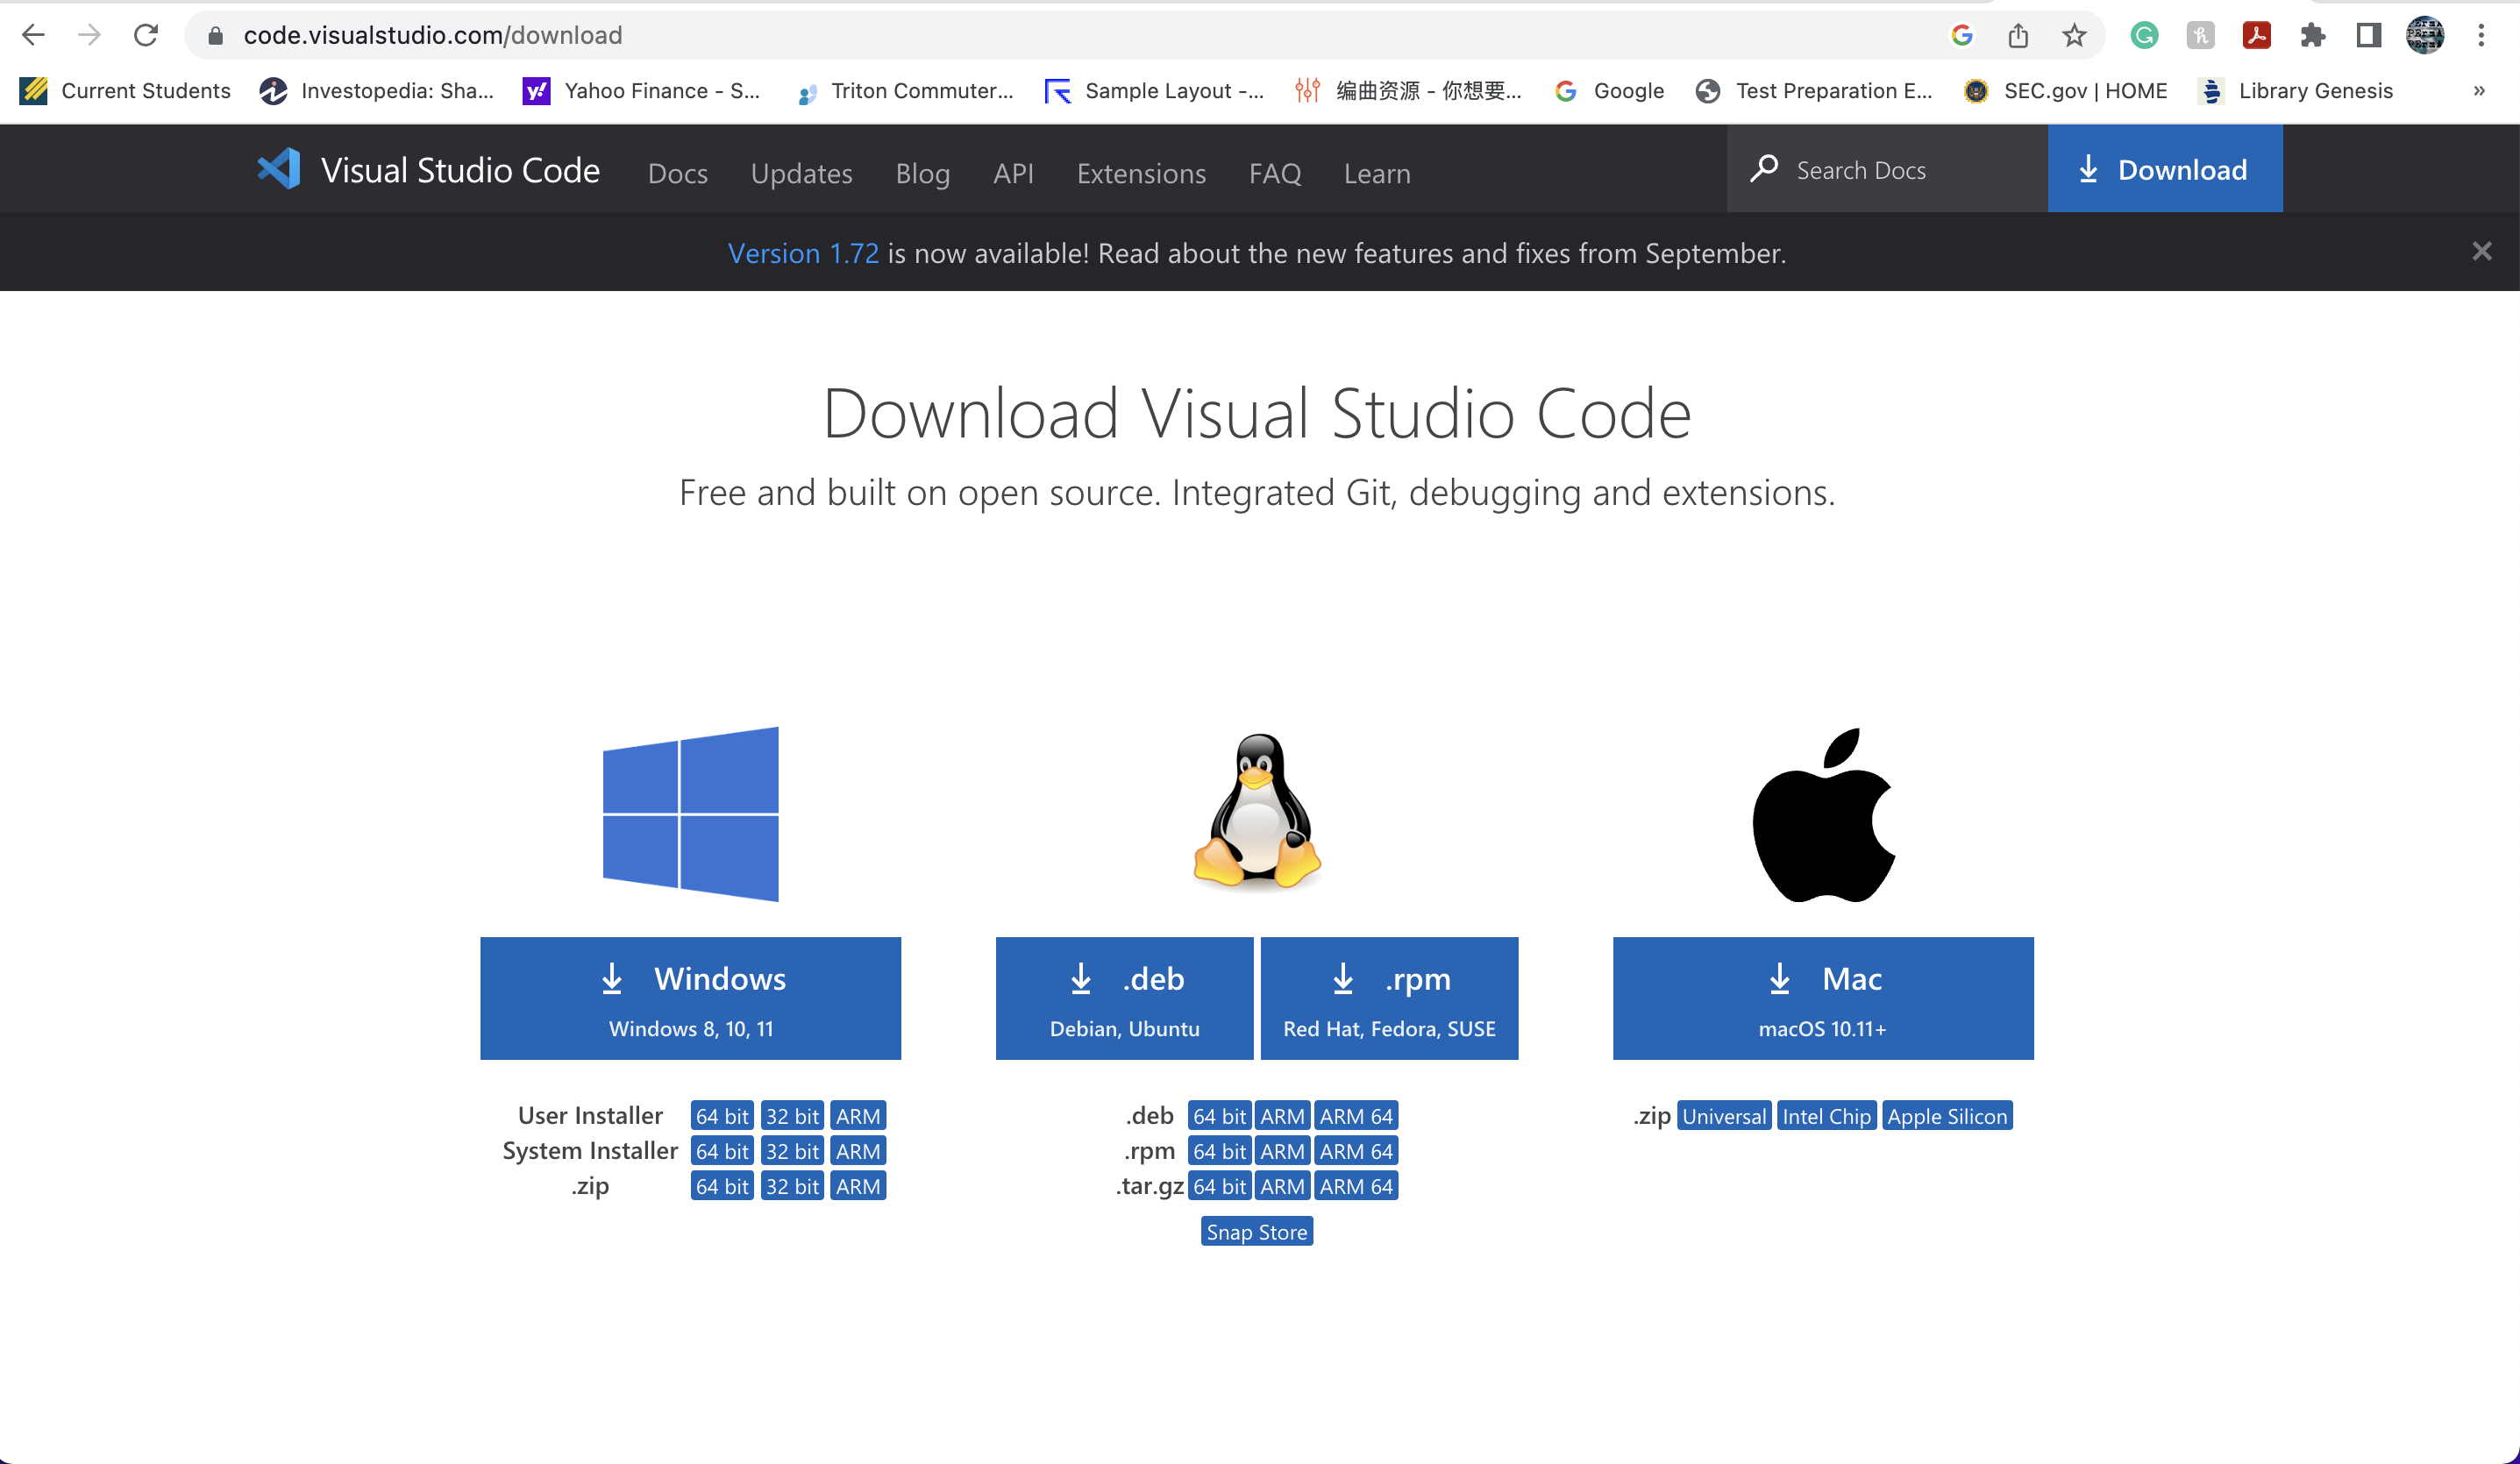 code.visualstudio.com/download
Current Students
Investopedia: Sha...
Yahoo Finance - S...
Triton Commuter...
Sample Layout -...
编曲资源 - 你想要...
Google
Test Preparation E...
SEC.gov | HOME
Library Genesis
»
Visual Studio Code
Docs
Updates
Blog
API
Extensions
FAQ
Learn
Search Docs
Download
Version 1.72 is now available! Read about the new features and fixes from September.
Download Visual Studio Code
Free and built on open source. Integrated Git, debugging and extensions.
Windows
Windows 8, 10, 11
User Installer 64 bit 32 bit ARM
System Installer 64 bit 32 bit ARM
.zip 64 bit 32 bit ARM
.deb
Debian, Ubuntu
.rpm
Red Hat, Fedora, SUSE
.deb 64 bit ARM ARM 64
.rpm 64 bit ARM ARM 64
.tar.gz 64 bit ARM ARM 64
Snap Store
Mac
macOS 10.11+
.zip Universal Intel Chip Apple Silicon